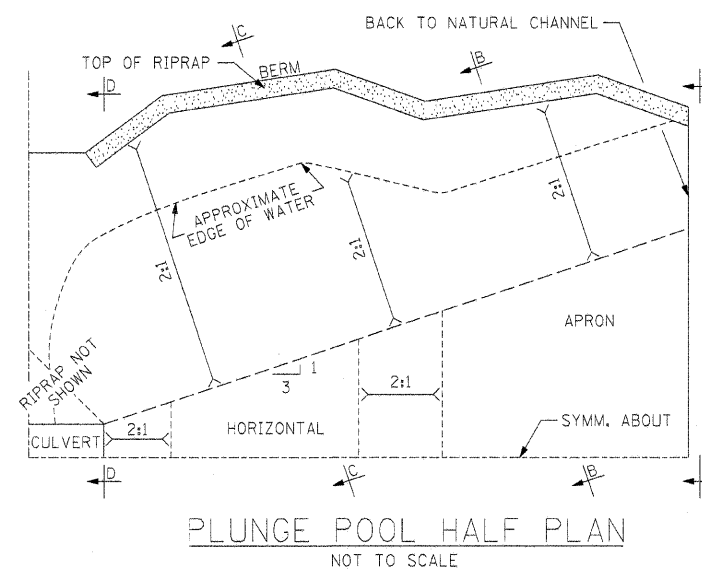 BACK TO NATURAL CHANNEL
C
TOP OF RIPRAP
BERM
B
D
APPROXIMATE
EDGE OF WATER
2:1
2:1
2:1
APRON
RIPRAP NOT
SHOWN
1
3
2:1
CULVERT
2:1
HORIZONTAL
SYMM. ABOUT
D
C
B
PLUNGE POOL HALF PLAN
NOT TO SCALE